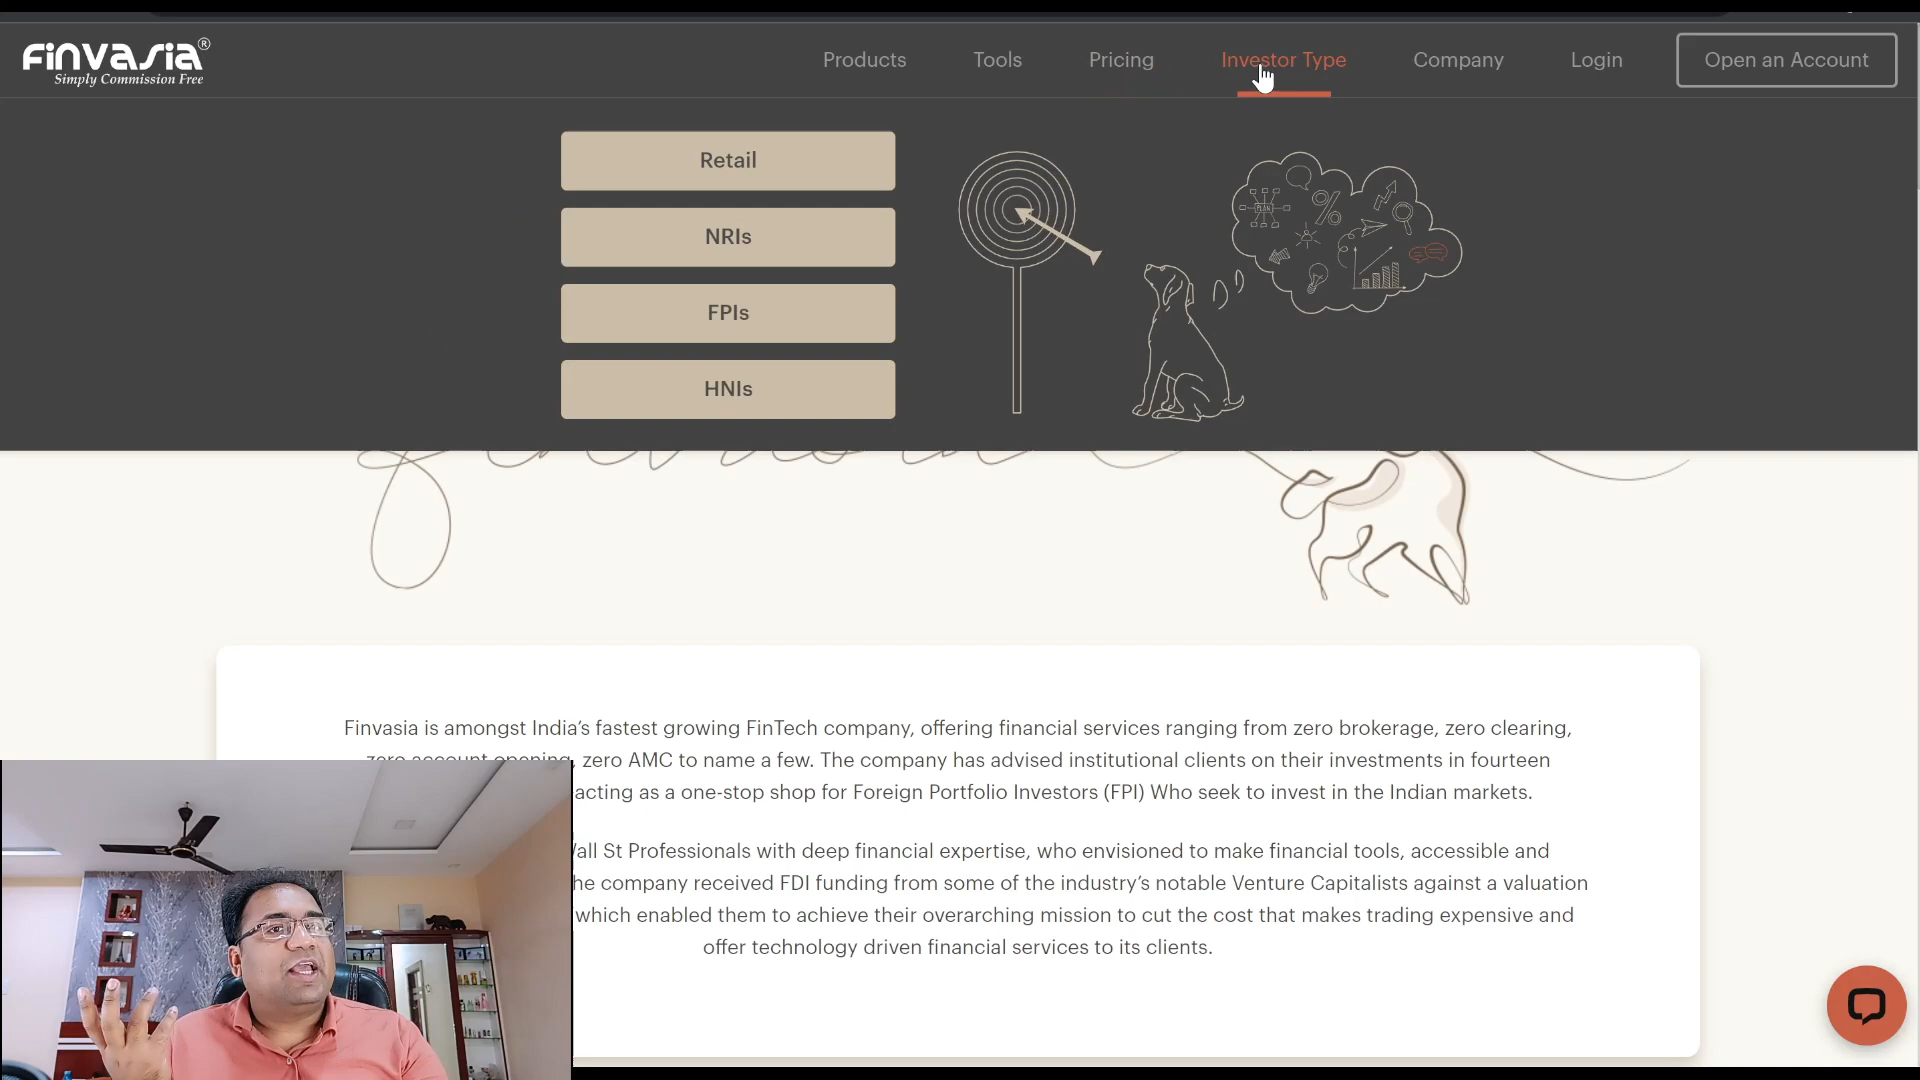 Finvasia®
Simply Commission Free
Products
Tools
Pricing
Investor Type
Company
Login
Open an Account
Retail
NRIs
FPIs
HNIs
PLAN
%
Finvasia is amongst India’s fastest growing FinTech company, offering financial services ranging from zero brokerage, zero clearing,
zero account opening, zero AMC to name a few. The company has advised institutional clients on their investments in fourteen
acting as a one-stop shop for Foreign Portfolio Investors (FPI) Who seek to invest in the Indian markets.
St Professionals with deep financial expertise, who envisioned to make financial tools, accessible and
company received FDI funding from some of the industry’s notable Venture Capitalists against a valuation
which enabled them to achieve their overarching mission to cut the cost that makes trading expensive and
offer technology driven financial services to its clients.